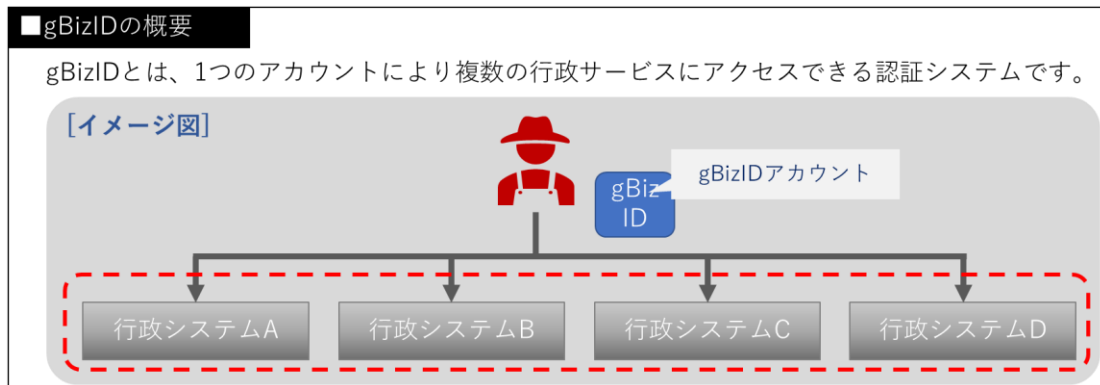 ■gBizIDの概要
gBizIDとは、1つのアカウントにより複数の行政サービスにアクセスできる認証システムです。
[イメージ図]
gBizIDアカウント
gBiz
ID
行政システムA
行政システムB
行政システムC
行政システムD